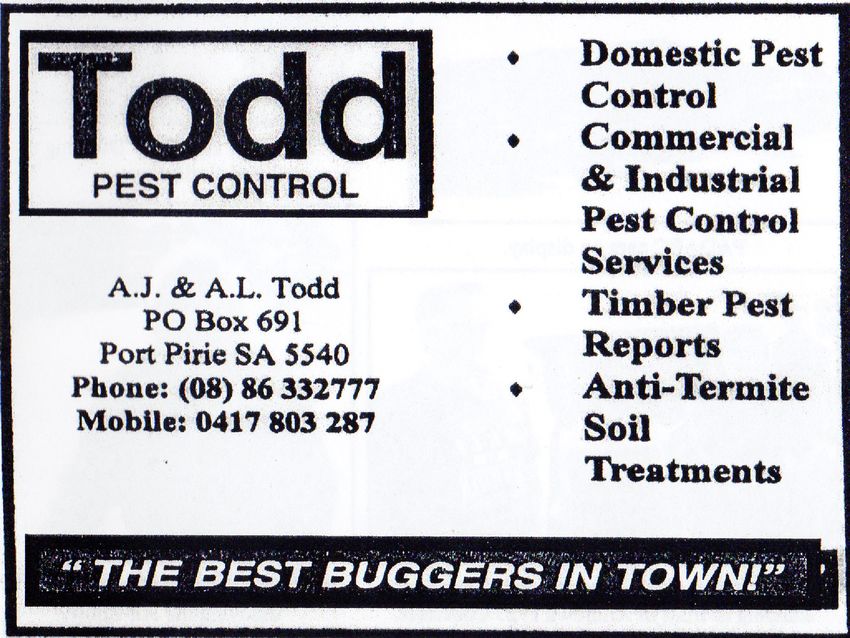 Todd
PEST CONTROL
A.J. & A.L. Todd
PO Box 691
Port Pirie SA 5540
Phone: (08) 86 332777
Mobile: 0417 803 287
• Domestic Pest
Control
• Commercial
& Industrial
Pest Control
Services
• Timber Pest
Reports
• Anti-Termite
Soil
Treatments
“ THE BEST BUGGERS IN TOWN!”